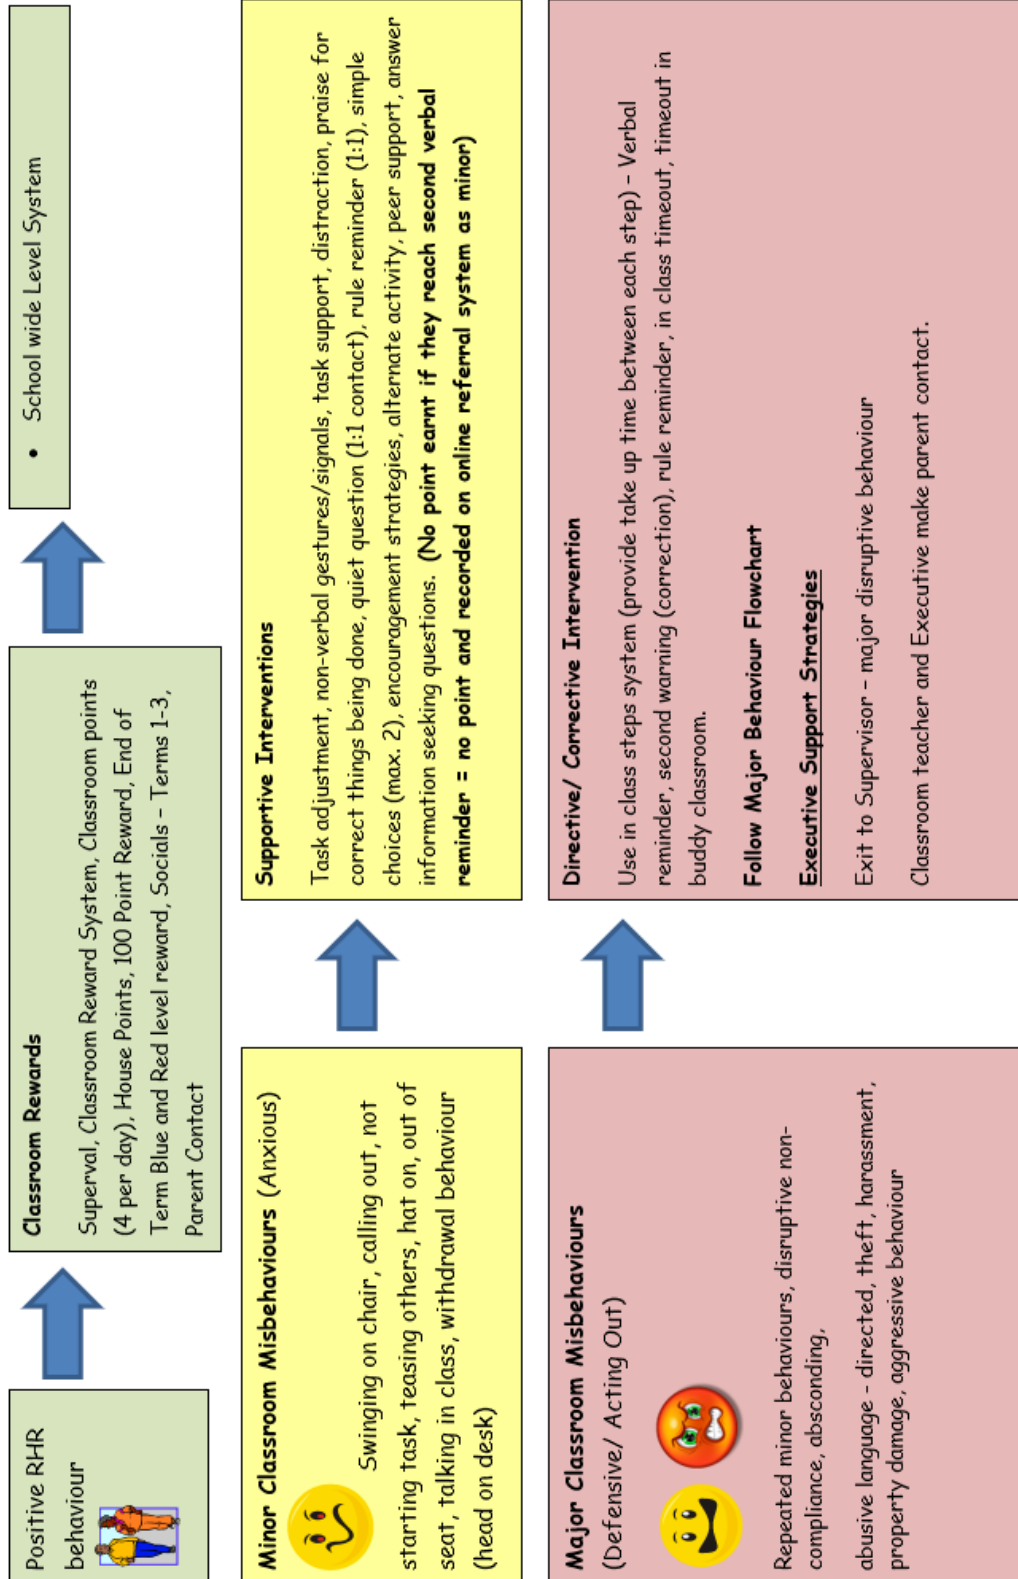 Positive RHR
behaviour
Classroom Rewards
Superval, Classroom Reward System, Classroom points
(4 per day), House Points, 100 Point Reward, End of
Term Blue and Red level reward, Socials – Terms 1-3,
Parent Contact
• School wide Level System
Minor Classroom Misbehaviours (Anxious)
Swinging on chair, calling out, not
starting task, teasing others, hat on, out of
seat, talking in class, withdrawal behaviour
(head on desk)
Supportive Interventions
Task adjustment, non-verbal gestures/signals, task support, distraction, praise for
correct things being done, quiet question (1:1 contact), rule reminder (1:1), simple
choices (max. 2), encouragement strategies, alternate activity, peer support, answer
information seeking questions. (No point earnt if they reach second verbal
reminder = no point and recorded on online referral system as minor)
Major Classroom Misbehaviours
(Defensive/ Acting Out)
Repeated minor behaviours, disruptive non-
compliance, absconding,
abusive language - directed, theft, harassment,
property damage, aggressive behaviour
Directive/ Corrective Intervention
Use in class steps system (provide take up time between each step) – Verbal
reminder, second warning (correction), rule reminder, in class timeout, timeout in
buddy classroom.
Follow Major Behaviour Flowchart
Executive Support Strategies
Exit to Supervisor – major disruptive behaviour
Classroom teacher and Executive make parent contact.